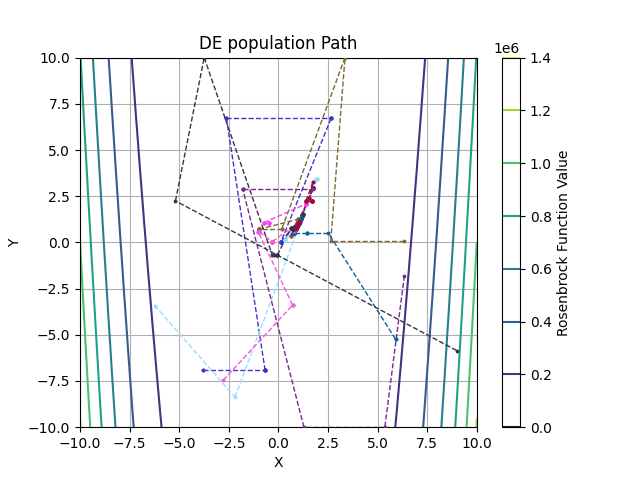 DE population Path
1e6
10.0
7.5
5.0
2.5
0.0
−2.5
−5.0
−7.5
−10.0
Y
−10.0 −7.5 −5.0 −2.5 0.0 2.5 5.0 7.5 10.0
X
1.4
1.2
1.0
0.8
0.6
0.4
0.2
0.0
Rosenbrock Function Value